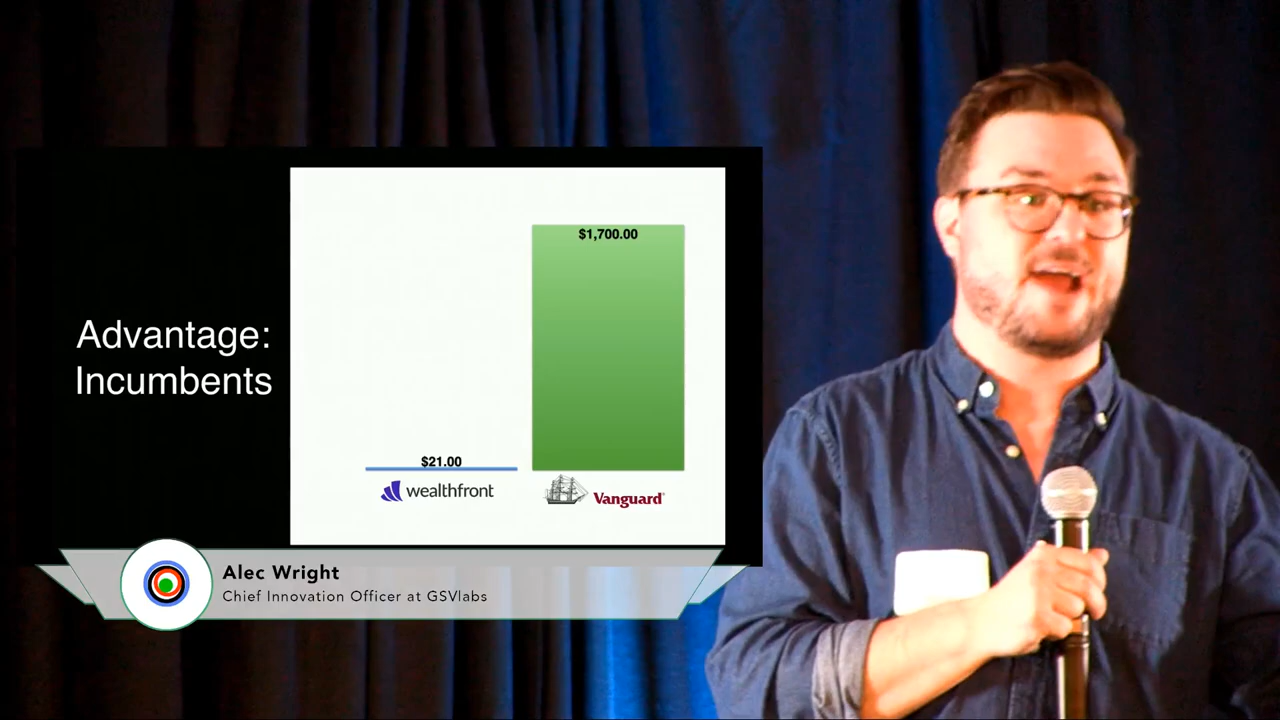 Advantage:
Incumbents
$1,700.00
$21.00
wealthfront
Vanguard®
Alec Wright
Chief Innovation Officer at GSVlabs